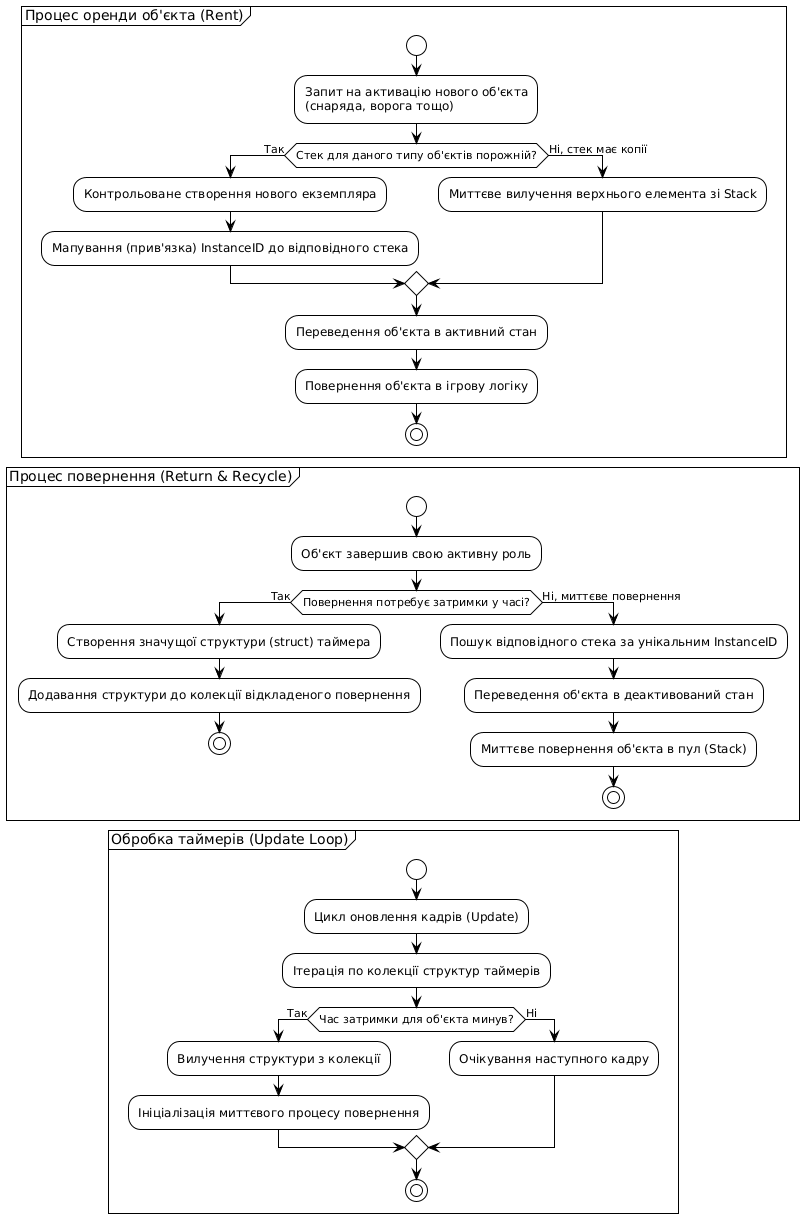 Процес оренди об'єкта (Rent)
Запит на активацію нового об'єкта
(снаряда, ворога тощо)
Так
Стек для даного типу об'єктів порожній?
Ні, стек має копії
Контрольоване створення нового екземпляра
Миттєве вилучення верхнього елемента зі Stack
Мапування (прив'язка) InstanceID до відповідного стека
Переведення об'єкта в активний стан
Повернення об'єкта в ігрову логіку
Процес повернення (Return & Recycle)
Об'єкт завершив свою активну роль
Так
Повернення потребує затримки у часі?
Ні, миттєве повернення
Створення значущої структури (struct) таймера
Пошук відповідного стека за унікальним InstanceID
Додавання структури до колекції відкладеного повернення
Переведення об'єкта в деактивований стан
Миттєве повернення об'єкта в пул (Stack)
Обробка таймерів (Update Loop)
Цикл оновлення кадрів (Update)
Ітерація по колекції структур таймерів
Так
Час затримки для об'єкта минув?
Ні
Вилучення структури з колекції
Очікування наступного кадру
Ініціалізація миттєвого процесу повернення